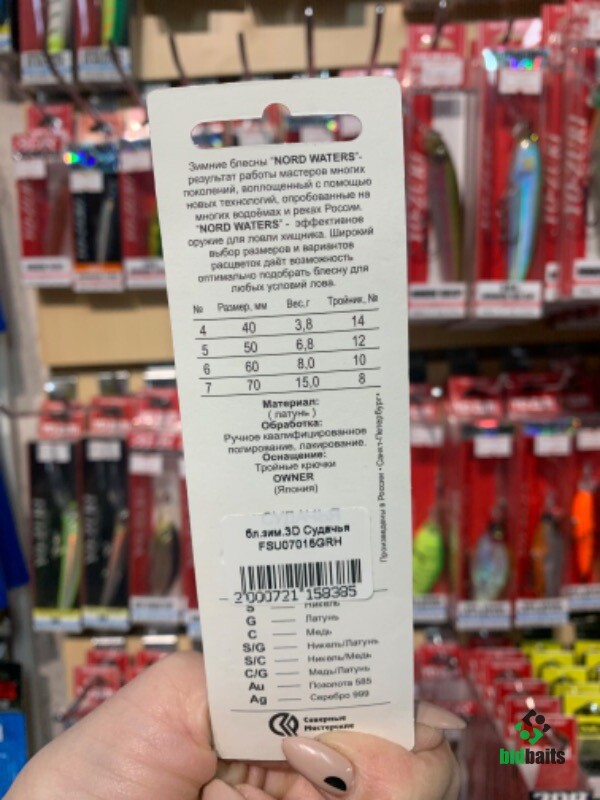 Зимние блесны "NORD WATERS"-
результат работы мастеров многих
поколений, воплощенный с помощью
новых технологий, опробованные на
многих водоёмах и реках России.
"NORD WATERS" - эффективное
оружие для ловли хищника. Широкий
выбор размеров и вариантов
расцветок даёт возможность
оптимально подобрать блесну для
любых условий лова.
№ Размер, мм Вес,г Тройник, №
4 40 3,8 14
5 50 6,8 12
6 60 8,0 10
7 70 15,0 8
Материал:
( латунь )
Обработка:
Ручное квалифицированное
полирование, лакирование.
Оснащение:
Тройные крючки
OWNER
(Япония)
Произведены в России • Санкт-Петербург •
бл.зим.3D Судачья
FSU07015GRH
2 000721 159395
S — Никель
G — Латунь
C — Медь
S/G — Никель/Латунь
S/C — Никель/Медь
C/G — Медь/Латунь
Au — Позолота 585
Ag — Серебро 999
Северные
Мастерские
bidbaits